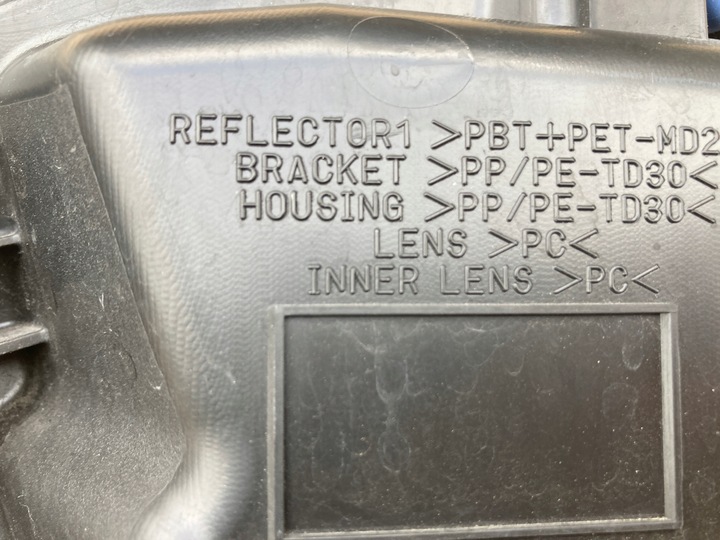 REFLECTOR1 >PBT+PET-MD2
BRACKET >PP/PE-TD30<
HOUSING >PP/PE-TD30<
LENS >PC<
INNER LENS >PC<